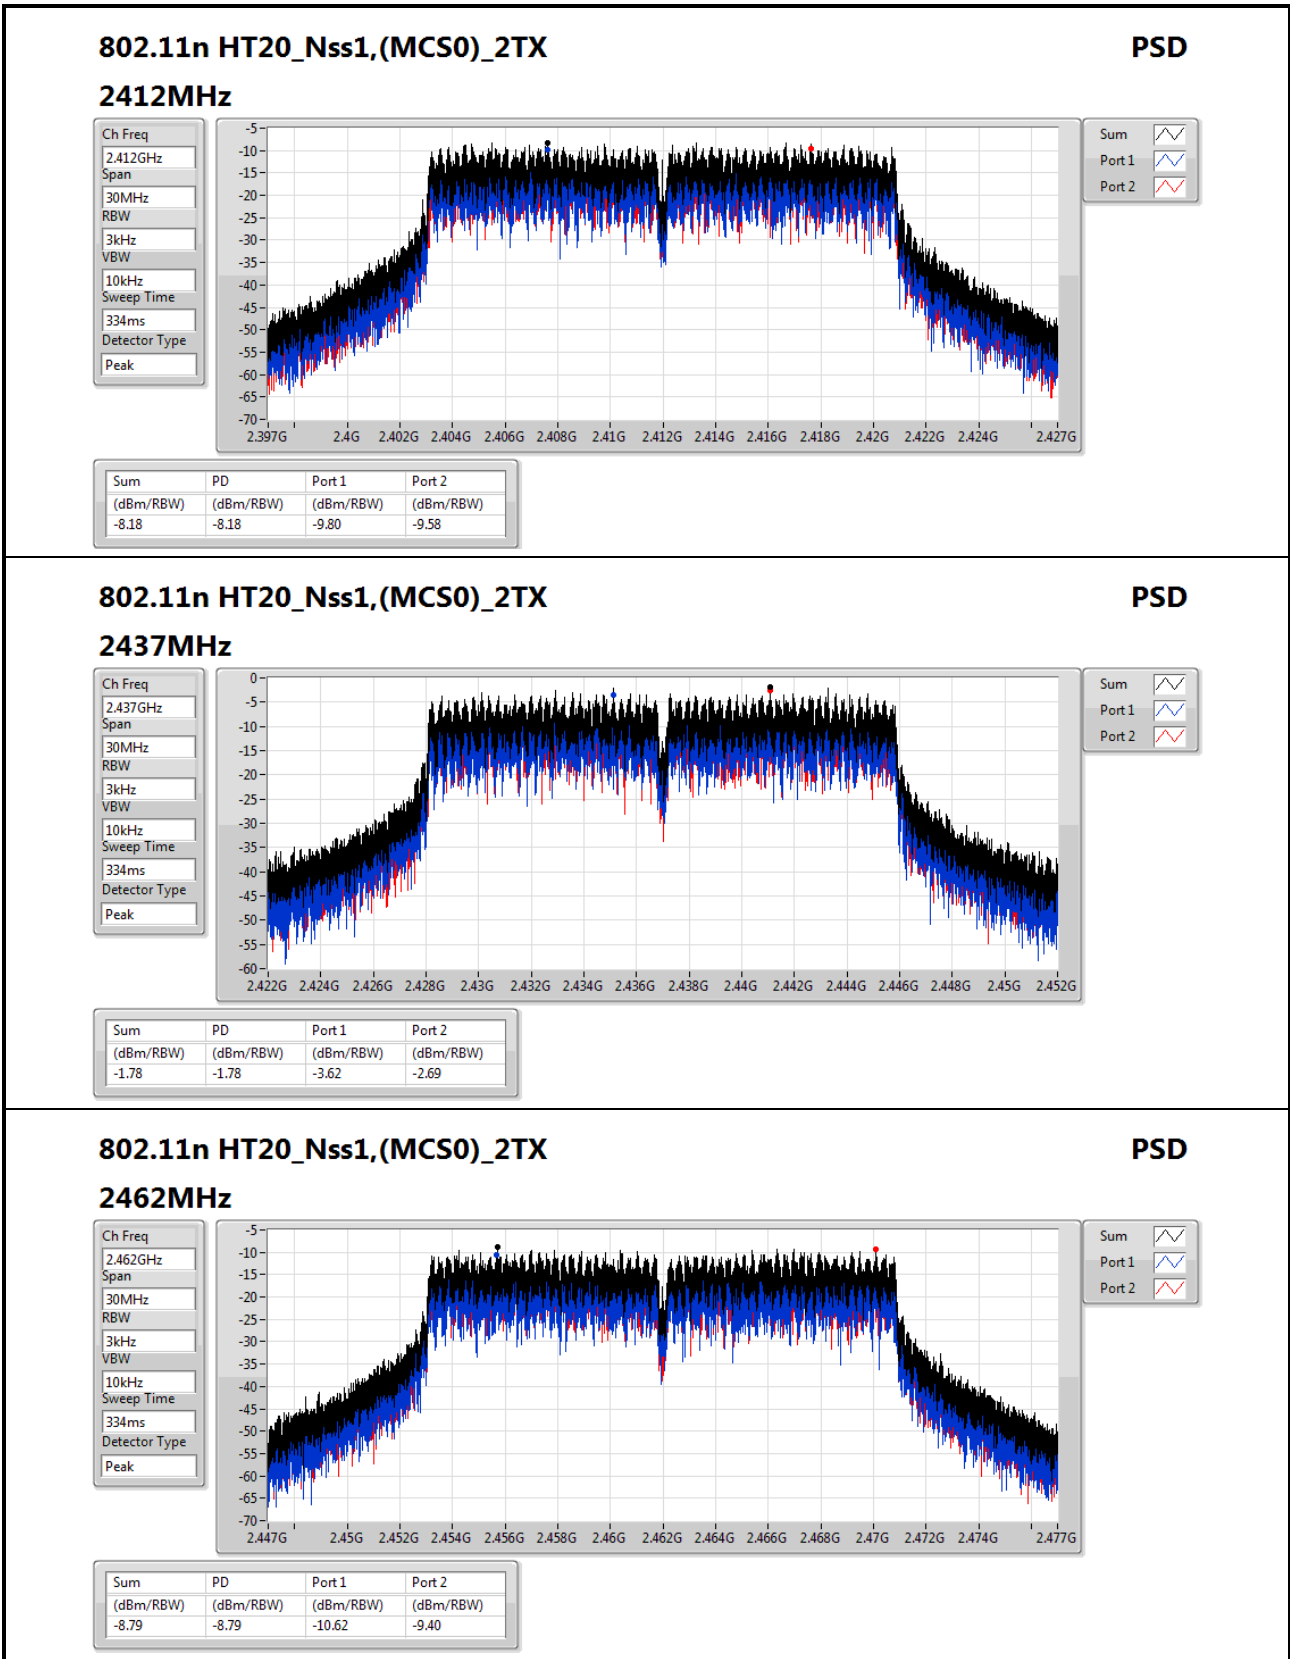 802.11n HT20_Nss1,(MCS0)_2TX PSD
2412MHz
Ch Freq
2.412GHz
Span
30MHz
RBW
3kHz
VBW
10kHz
Sweep Time
334ms
Detector Type
Peak
-5
-10
-15
-20
-25
-30
-35
-40
-45
-50
-55
-60
-65
-70
2.397G 2.4G 2.402G 2.404G 2.406G 2.408G 2.41G 2.412G 2.414G 2.416G 2.418G 2.42G 2.422G 2.424G 2.427G
Sum
Port 1
Port 2
Sum PD Port 1 Port 2
(dBm/RBW) (dBm/RBW) (dBm/RBW) (dBm/RBW)
-8.18 -8.18 -9.80 -9.58
802.11n HT20_Nss1,(MCS0)_2TX PSD
2437MHz
Ch Freq
2.437GHz
Span
30MHz
RBW
3kHz
VBW
10kHz
Sweep Time
334ms
Detector Type
Peak
0
-5
-10
-15
-20
-25
-30
-35
-40
-45
-50
-55
-60
2.422G 2.424G 2.426G 2.428G 2.43G 2.432G 2.434G 2.436G 2.438G 2.44G 2.442G 2.444G 2.446G 2.448G 2.45G 2.452G
Sum
Port 1
Port 2
Sum PD Port 1 Port 2
(dBm/RBW) (dBm/RBW) (dBm/RBW) (dBm/RBW)
-1.78 -1.78 -3.62 -2.69
802.11n HT20_Nss1,(MCS0)_2TX PSD
2462MHz
Ch Freq
2.462GHz
Span
30MHz
RBW
3kHz
VBW
10kHz
Sweep Time
334ms
Detector Type
Peak
-5
-10
-15
-20
-25
-30
-35
-40
-45
-50
-55
-60
-65
-70
2.447G 2.45G 2.452G 2.454G 2.456G 2.458G 2.46G 2.462G 2.464G 2.466G 2.468G 2.47G 2.472G 2.474G 2.477G
Sum
Port 1
Port 2
Sum PD Port 1 Port 2
(dBm/RBW) (dBm/RBW) (dBm/RBW) (dBm/RBW)
-8.79 -8.79 -10.62 -9.40